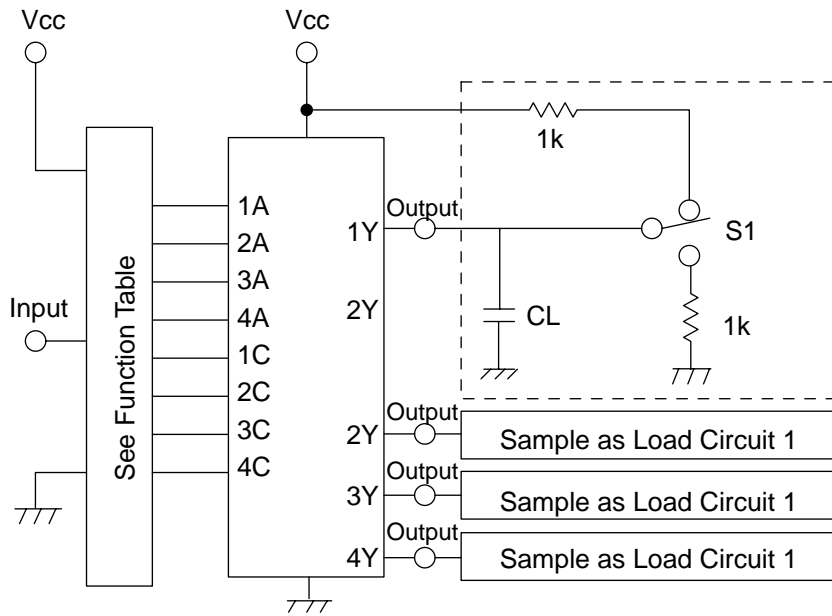 Vcc
Vcc
1k
Output
1A
1Y
S1
2A
3A
Input
2Y
4A
CL
1k
1C
2C
See Function Table
3C
4C
Output
2Y
Sample as Load Circuit 1
Output
3Y
Sample as Load Circuit 1
Output
4Y
Sample as Load Circuit 1